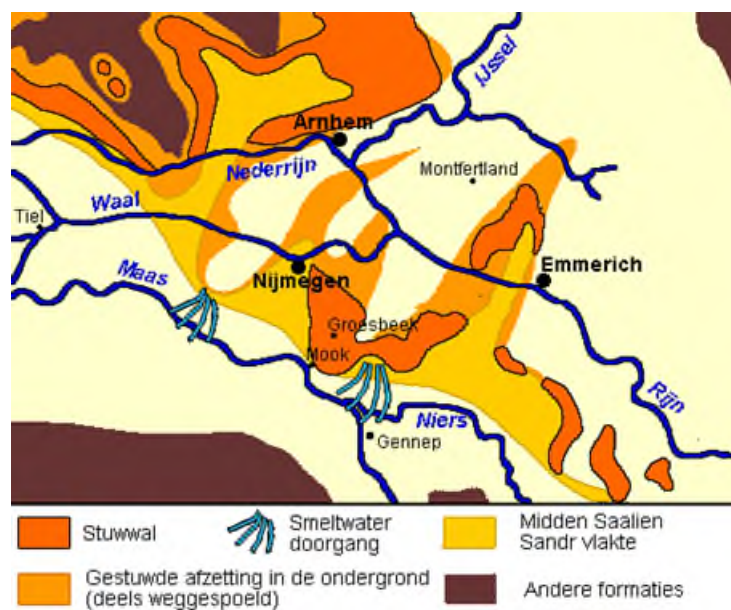 IJssel
Arnhem
Nederrijn
Montfertland
Waal
Tiel
Maas
Nijmegen
Emmerich
Groesbeek
Mook
Rijn
Niers
Gennep
Stuwwal
Smeltwater
doorgang
Midden Saalien
Sandr vlakte
Gestuwde afzetting in de ondergrond
(deels weggespoeld)
Andere formaties